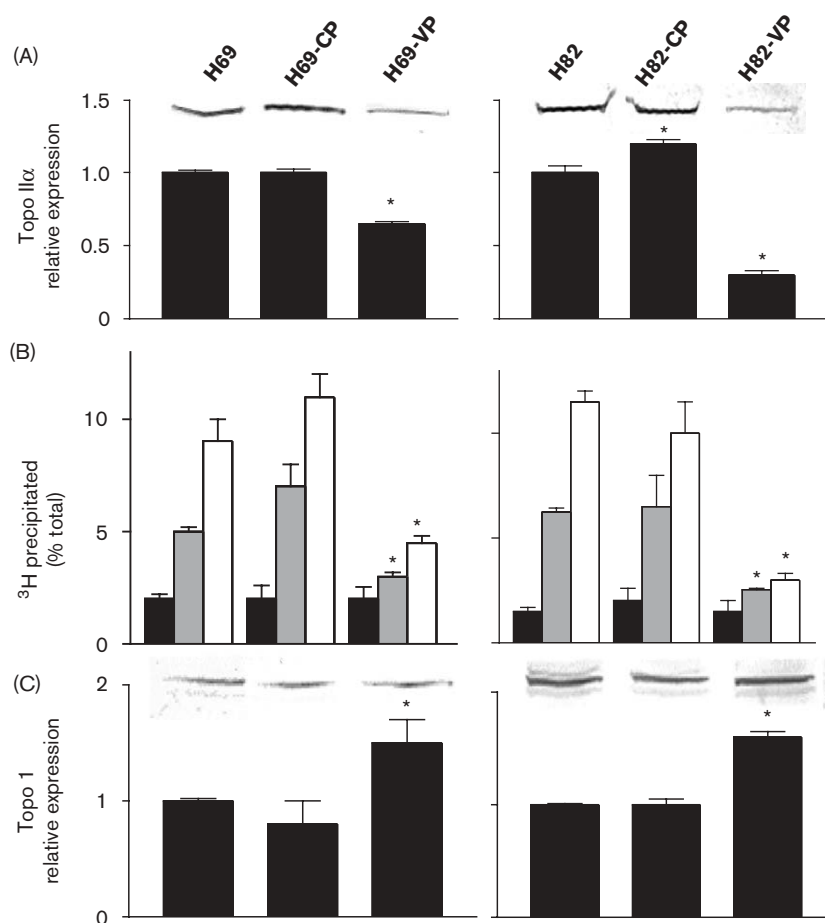 (A)
H69
H69-CP
H69-VP
H82
H82-CP
H82-VP
Topo IIα
relative expression
1.5
1.0
0.5
0
*
*
*
(B)
³H precipitated
(% total)
10
5
0
*
*
*
*
(C)
Topo 1
relative expression
2
1
0
*
*